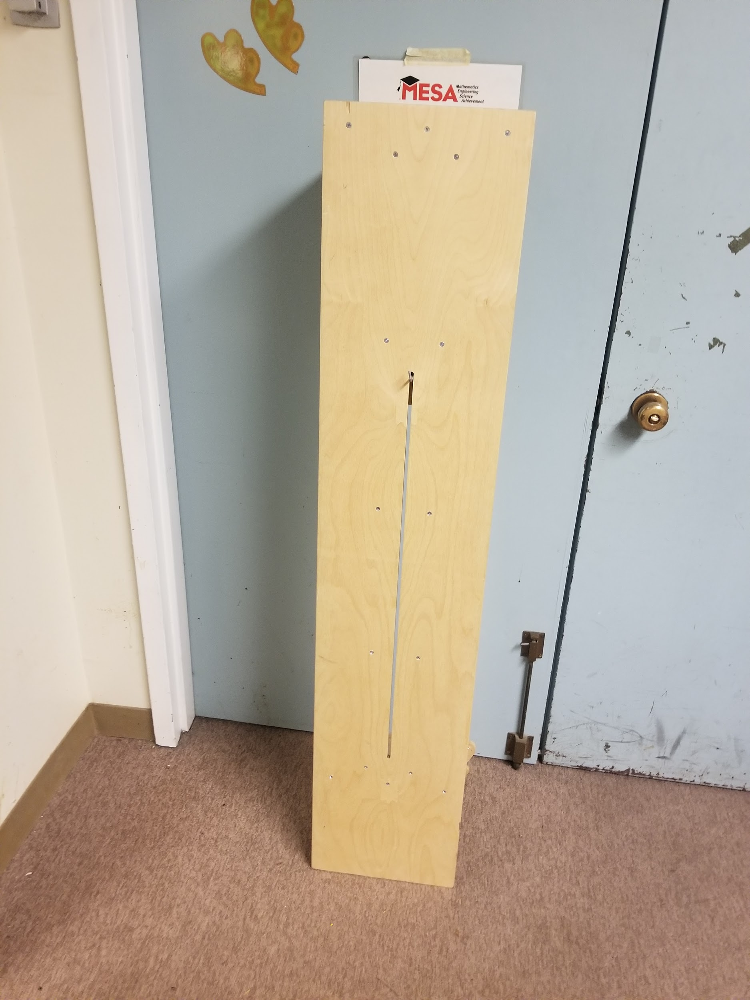 MESA
Mathematics
Engineering
Science
Achievement